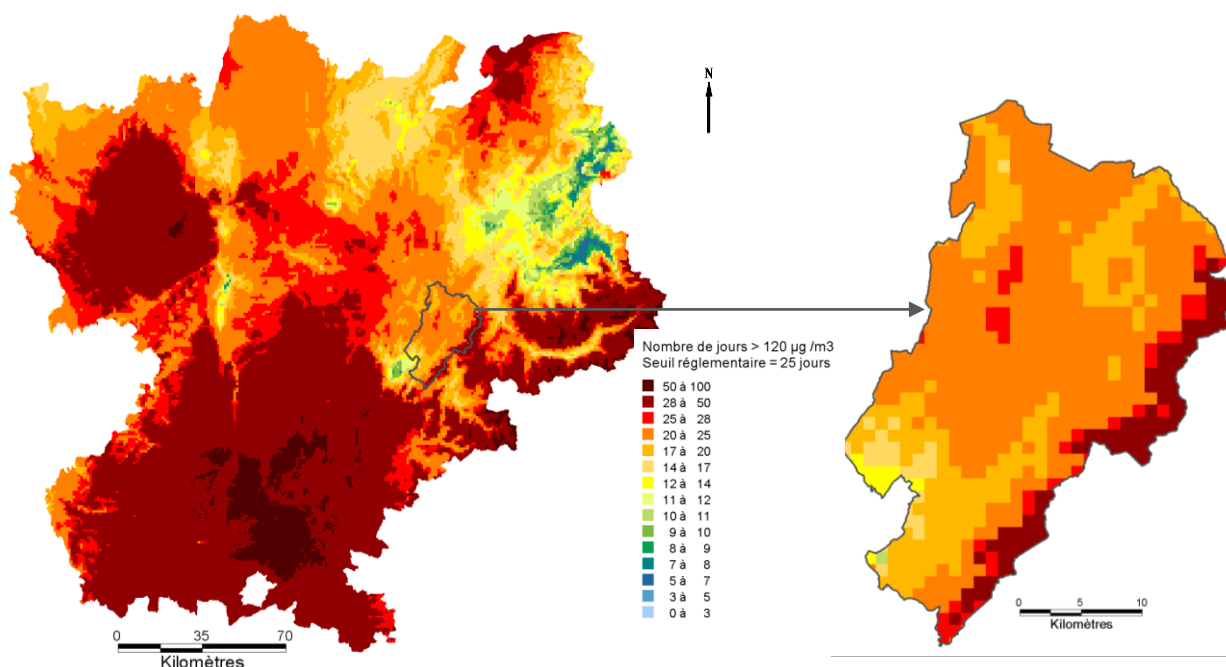 N
Nombre de jours > 120 µg /m3
Seuil réglementaire = 25 jours
50 à 100
28 à 50
25 à 28
20 à 25
17 à 20
14 à 17
12 à 14
11 à 12
10 à 11
9 à 10
8 à 9
7 à 8
5 à 7
3 à 5
0 à 3
0 35 70
Kilomètres
0 5 10
Kilomètres